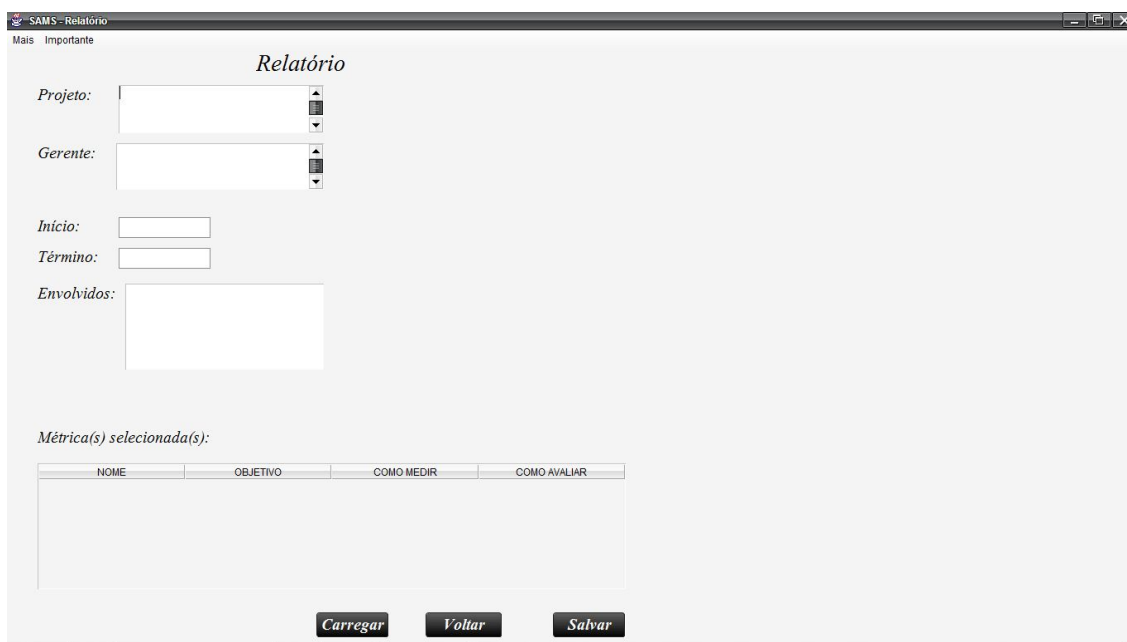 SAMS - Relatório
Mais Importante
Relatório
Projeto:
Gerente:
Início:
Término:
Envolvidos:
Métrica(s) selecionada(s):
NOME OBJETIVO COMO MEDIR COMO AVALIAR
Carregar Voltar Salvar